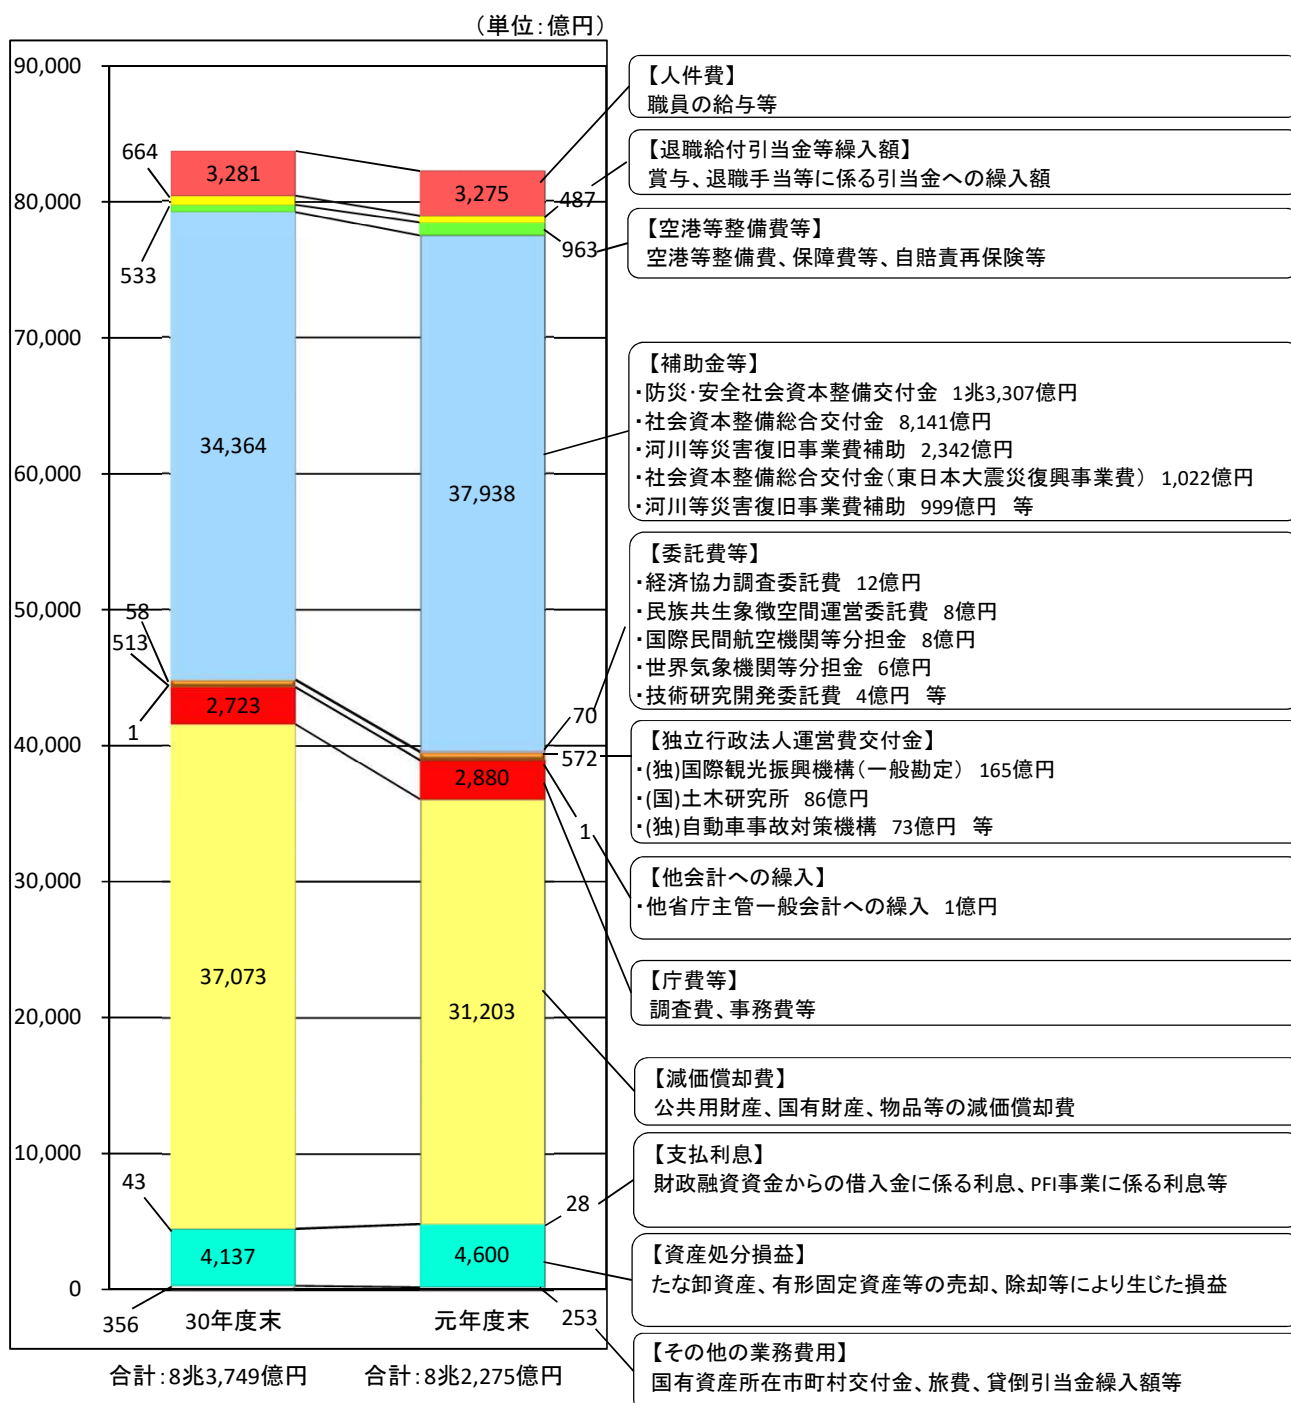 （単位：億円）
90,000
80,000
70,000
60,000
50,000
40,000
30,000
20,000
10,000
0
664
533
3,281
34,364
58
513
1
2,723
37,073
43
4,137
356
30年度末
合計：8兆3,749億円
3,275
487
963
37,938
70
572
1
2,880
31,203
28
4,600
253
元年度末
合計：8兆2,275億円
【人件費】
職員の給与等
【退職給付引当金等繰入額】
賞与、退職手当等に係る引当金への繰入額
【空港等整備費等】
空港等整備費、保障費等、自賠責再保険等
【補助金等】
・防災・安全社会資本整備交付金　1兆3,307億円
・社会資本整備総合交付金　8,141億円
・河川等災害復旧事業費補助　2,342億円
・社会資本整備総合交付金（東日本大震災復興事業費）　1,022億円
・河川等災害復旧事業費補助　999億円　等
【委託費等】
・経済協力調査委託費　12億円
・民族共生象徴空間運営委託費　8億円
・国際民間航空機関等分担金　8億円
・世界気象機関等分担金　6億円
・技術研究開発委託費　4億円　等
【独立行政法人運営費交付金】
・(独)国際観光振興機構（一般勘定）　165億円
・(国)土木研究所　86億円
・(独)自動車事故対策機構　73億円　等
【他会計への繰入】
・他省庁主管一般会計への繰入　1億円
【庁費等】
調査費、事務費等
【減価償却費】
公共用財産、国有財産、物品等の減価償却費
【支払利息】
財政融資資金からの借入金に係る利息、PFI事業に係る利息等
【資産処分損益】
たな卸資産、有形固定資産等の売却、除却等により生じた損益
【その他の業務費用】
国有資産所在市町村交付金、旅費、貸倒引当金繰入額等